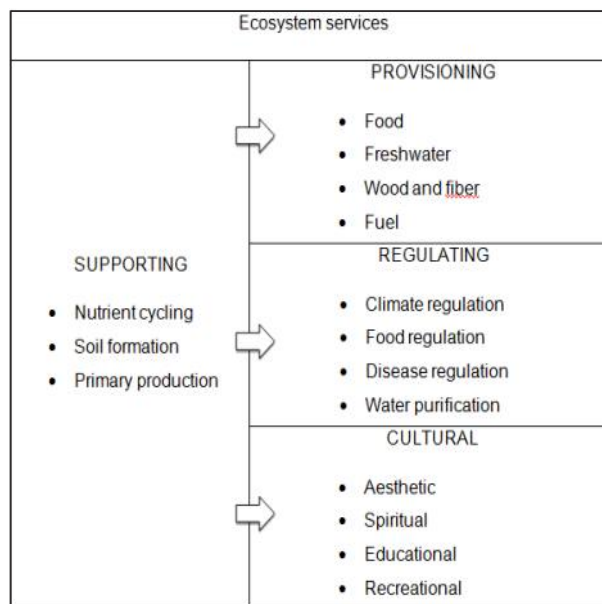 Ecosystem services
PROVISIONING
• Food
• Freshwater
• Wood and fiber
• Fuel
SUPPORTING
• Nutrient cycling
• Soil formation
• Primary production
REGULATING
• Climate regulation
• Food regulation
• Disease regulation
• Water purification
CULTURAL
• Aesthetic
• Spiritual
• Educational
• Recreational